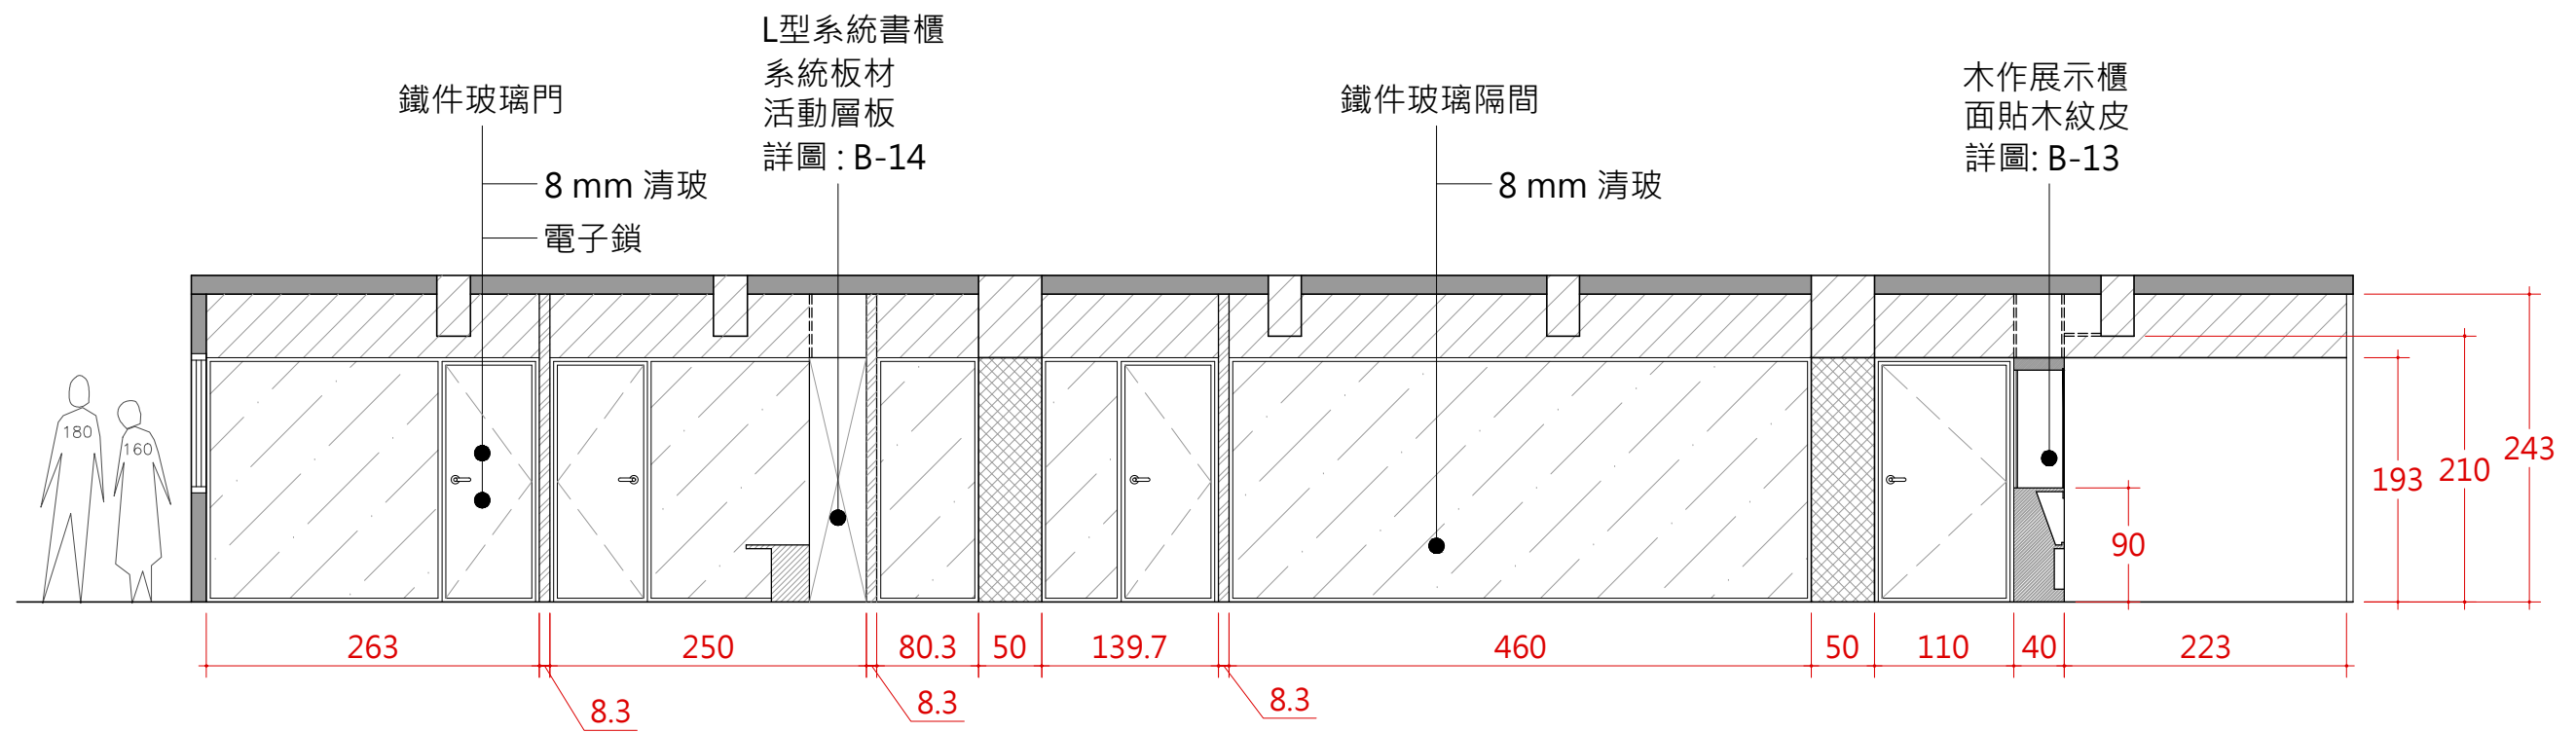 L型系統書櫃
系統板材
活動層板
詳圖 : B-14
鐵件玻璃門
8 mm 清玻
電子鎖
鐵件玻璃隔間
8 mm 清玻
木作展示櫃
面貼木紋皮
詳圖: B-13
180
160
243
210
193
90
263
250
80.3
50
139.7
460
50
110
40
223
8.3
8.3
8.3